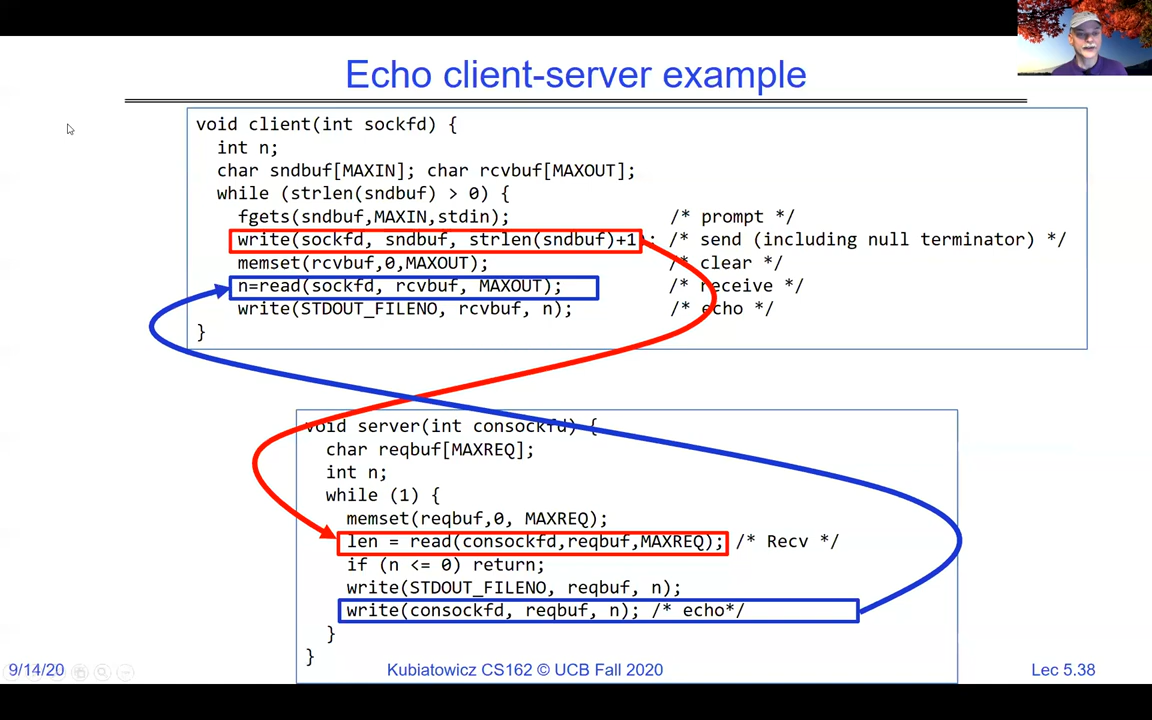 Echo client-server example
void client(int sockfd) {
int n;
char sndbuf[MAXIN]; char rcvbuf[MAXOUT];
while (strlen(sndbuf) > 0) {
fgets(sndbuf,MAXIN,stdin); /* prompt */
write(sockfd, sndbuf, strlen(sndbuf)+1); /* send (including null terminator) */
memset(rcvbuf,0,MAXOUT); /* clear */
n=read(sockfd, rcvbuf, MAXOUT); /* receive */
write(STDOUT_FILENO, rcvbuf, n); /* echo */
}
void server(int consockfd) {
char reqbuf[MAXREQ];
int n;
while (1) {
memset(reqbuf,0, MAXREQ);
len = read(consockfd,reqbuf,MAXREQ); /* Recv */
if (n <= 0) return;
write(STDOUT_FILENO, reqbuf, n);
write(consockfd, reqbuf, n); /* echo*/
}
}
9/14/20 Kubiatowicz CS162 © UCB Fall 2020 Lec 5.38